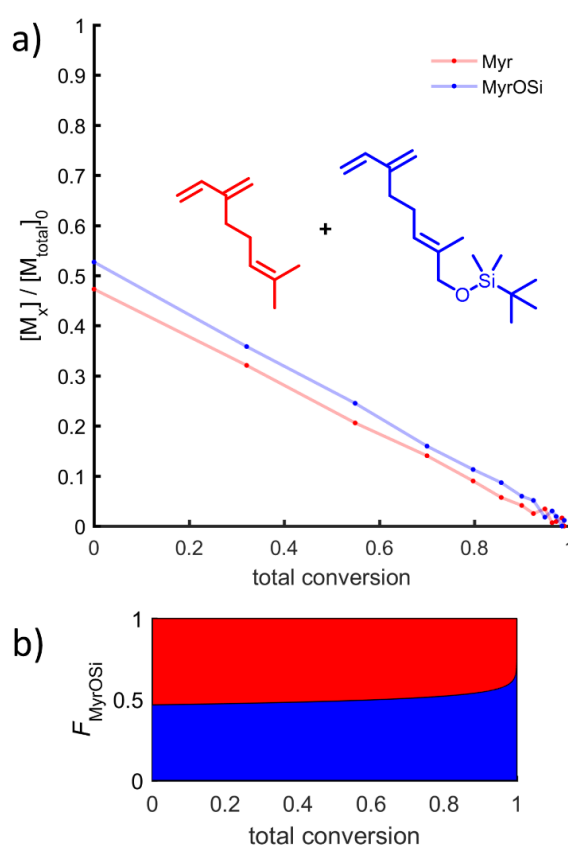 a)
[Mx] / [Mtotal]0
1
0.9
0.8
0.7
0.6
0.5
0.4
0.3
0.2
0.1
0
Myr
MyrOSi
+
O
Si
0 0.2 0.4 0.6 0.8 1
total conversion
b)
FMyrOSi
1
0.5
0
0 0.2 0.4 0.6 0.8 1
total conversion